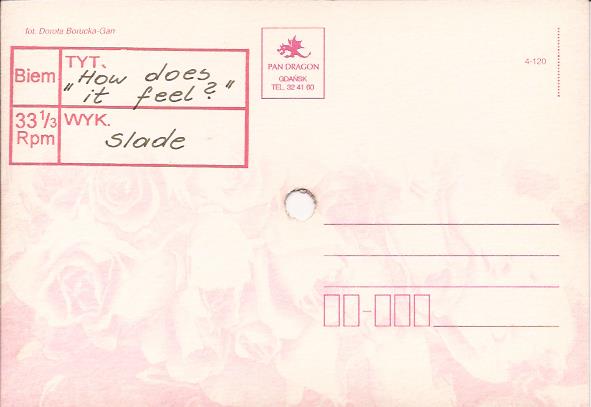 fot. Dorota Borucka-Gan
Biem
TYT.
"How does
it feel?"
33 1/3
Rpm
WYK.
Slade
PAN DRAGON
GDAŃSK
TEL. 32 41 60
4-120